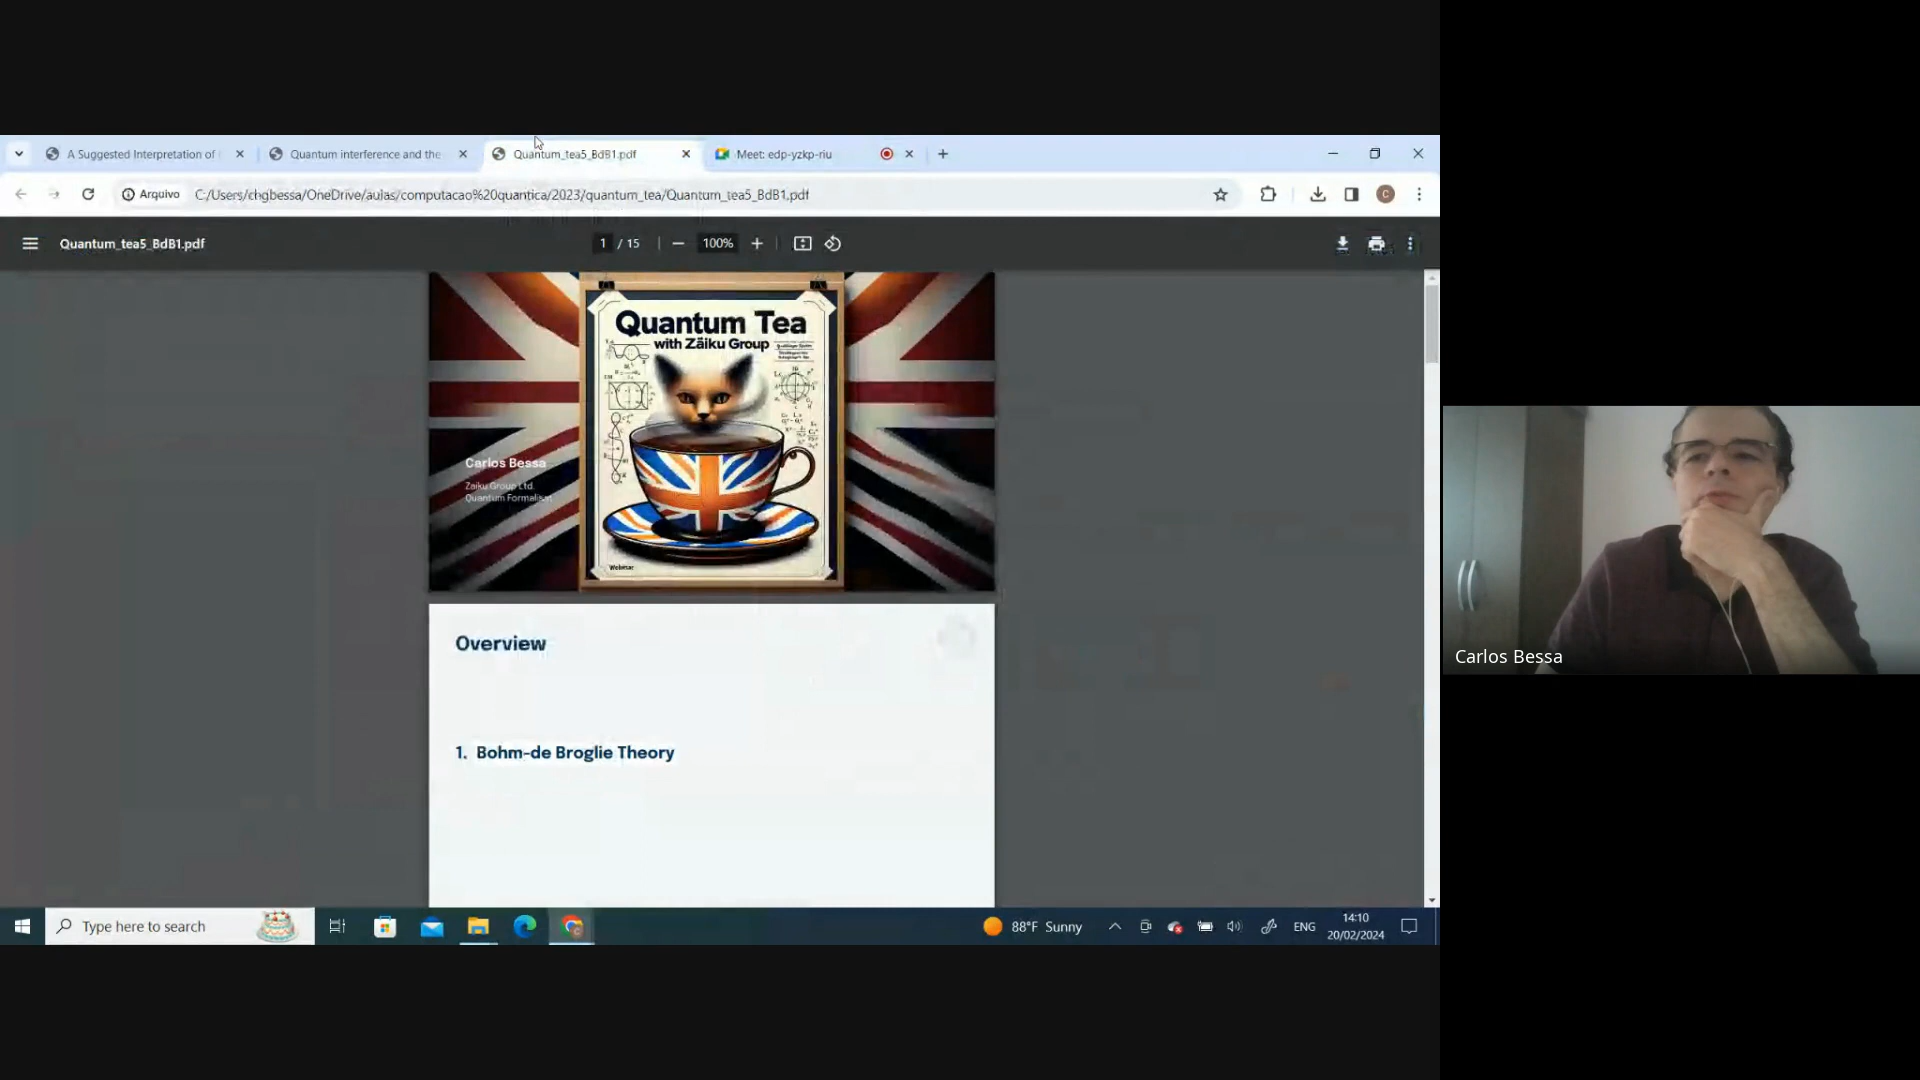 A Suggested Interpretation of
Quantum interference and the
Quantum_tea5_BdB1.pdf
Meet: edp-yzkp-riu
Arquivo
C:/Users/chgbessa/OneDrive/aulas/computacao%20quantica/2023/quantum_tea/Quantum_tea5_BdB1.pdf
C
Quantum_tea5_BdB1.pdf
1 / 15
100%
Quantum Tea
with Zäiku Group
Carlos Bessa
Zaiku Group Ltd.
Quantum Formalism
Webinar
Overview
1. Bohm-de Broglie Theory
Carlos Bessa
Type here to search
88°F Sunny
ENG
14:10
20/02/2024